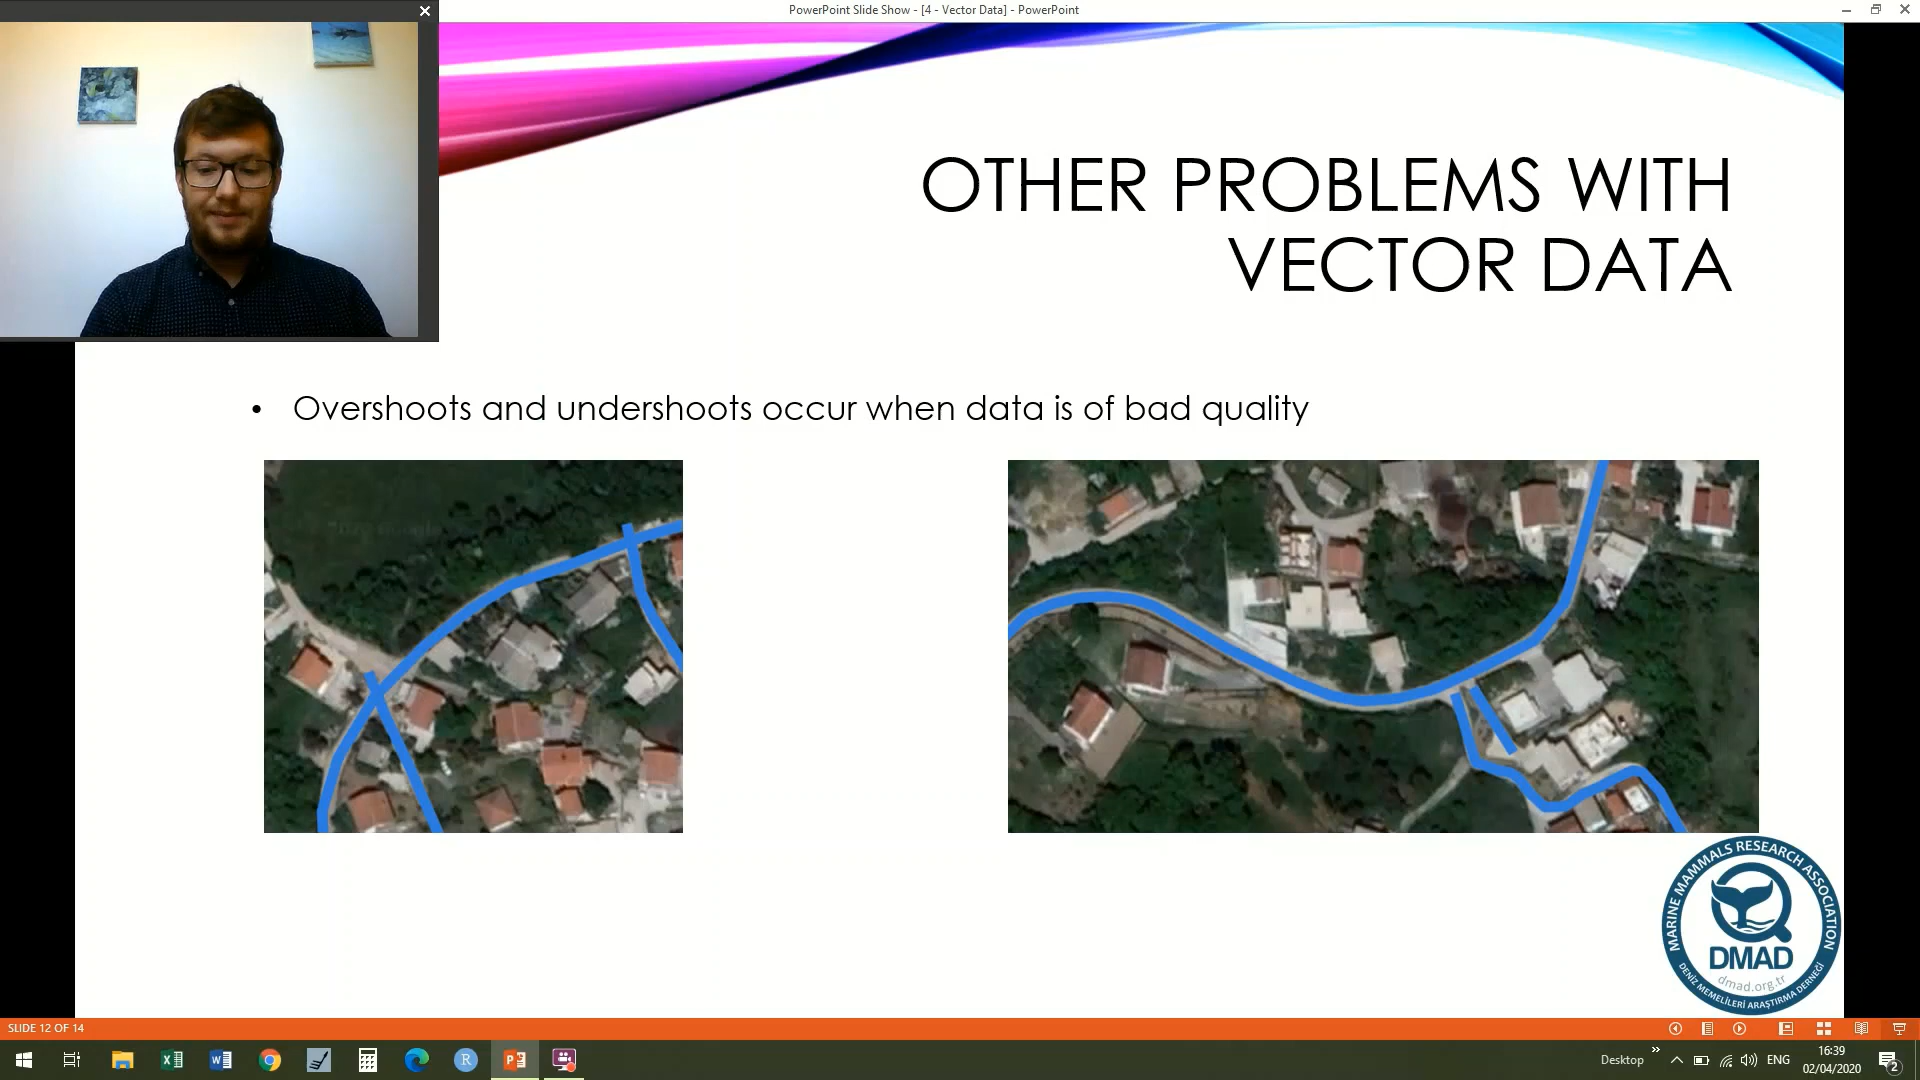 PowerPoint Slide Show - [4 - Vector Data] - PowerPoint
OTHER PROBLEMS WITH
VECTOR DATA
• Overshoots and undershoots occur when data is of bad quality
MARINE MAMMALS RESEARCH ASSOCIATION
DMAD
dmad.org.tr
DENİZ MEMELİLERİ ARAŞTIRMA DERNEĞİ
SLIDE 12 OF 14
Desktop
ENG
16:39
02/04/2020
2